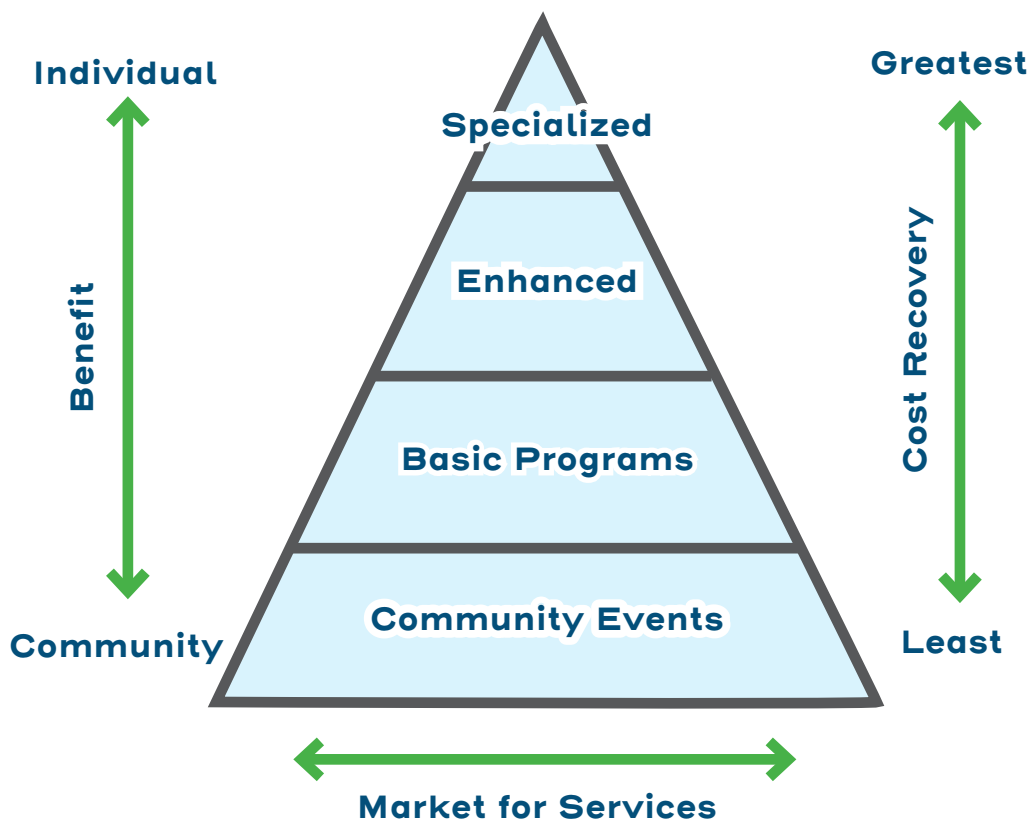 Individual
Greatest
Specialized
Enhanced
Benefit
Cost Recovery
Basic Programs
Community Events
Community
Least
Market for Services